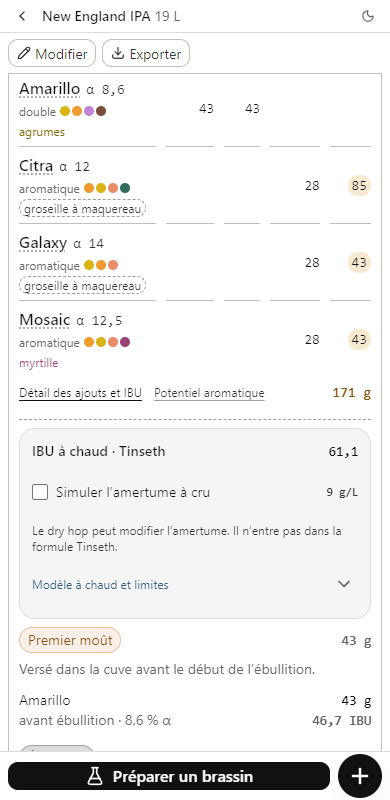 New England IPA 19 L
Modifier
Exporter
Amarillo α 8,6
double
43 43
agrumes
Citra α 12
aromatique
28 85
groseille à maquereau
Galaxy α 14
aromatique
28 43
groseille à maquereau
Mosaic α 12,5
aromatique
28 43
myrtille
Détail des ajouts et IBU Potentiel aromatique 171 g
IBU à chaud · Tinseth 61,1
Simuler l'amertume à cru 9 g/L
Le dry hop peut modifier l'amertume. Il n'entre pas dans la
formule Tinseth.
Modèle à chaud et limites
Premier moût 43 g
Versé dans la cuve avant le début de l'ébullition.
Amarillo 43 g
avant ébullition · 8,6 % α 46,7 IBU
Préparer un brassin